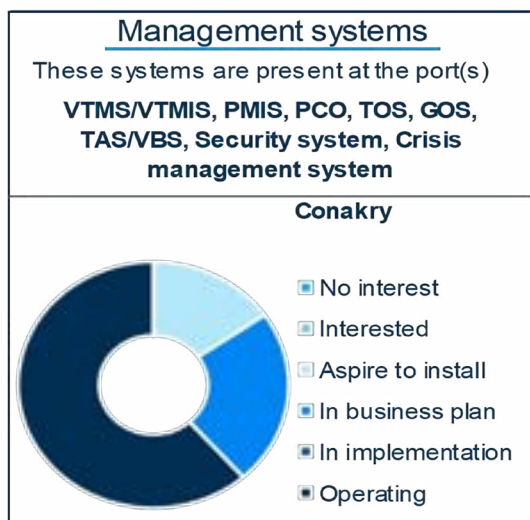 Management systems
These systems are present at the port(s)
VTMS/VTMIS, PMIS, PCO, TOS, GOS,
TAS/VBS, Security system, Crisis
management system
Conakry
No interest
Interested
Aspire to install
In business plan
In implementation
Operating